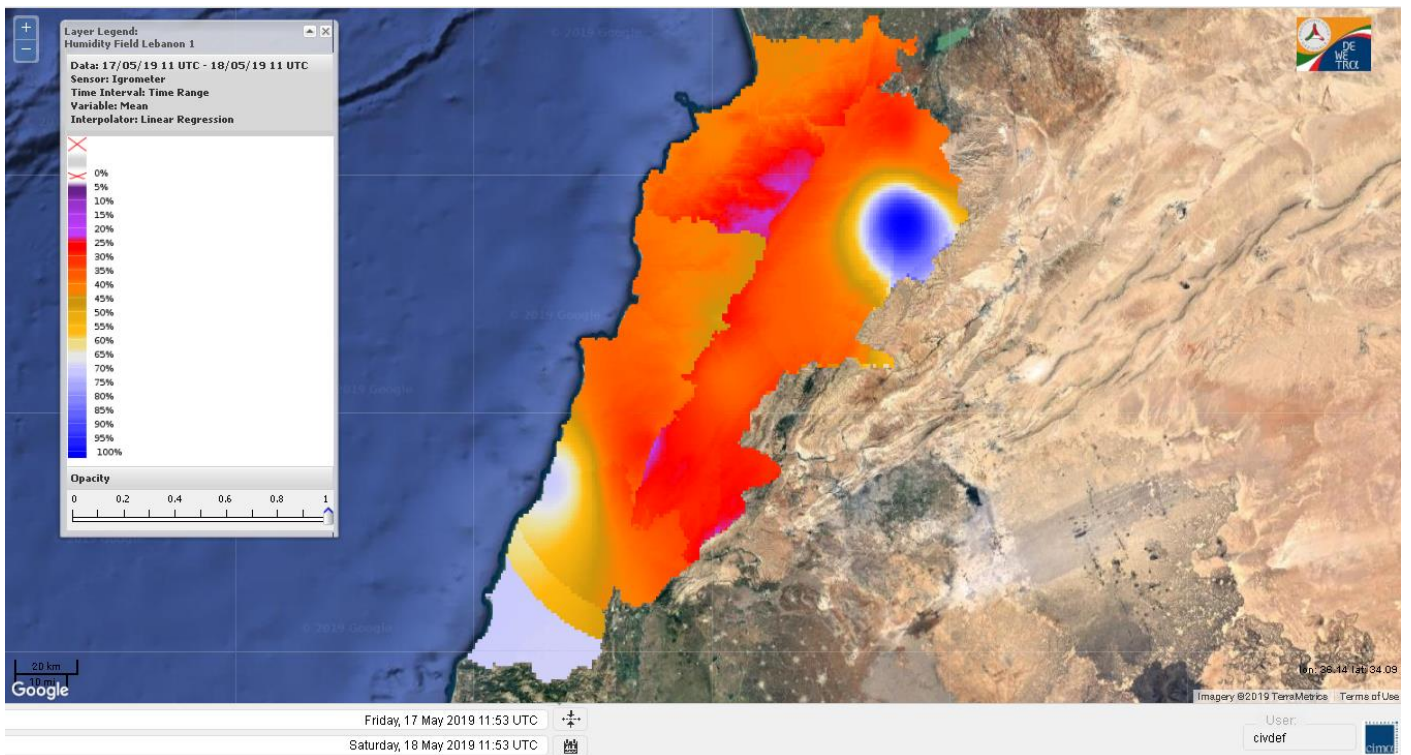 +
−
Layer Legend:
Humidity Field Lebanon 1
Data: 17/05/19 11 UTC - 18/05/19 11 UTC
Sensor: Igrometer
Time Interval: Time Range
Variable: Mean
Interpolator: Linear Regression
0%
5%
10%
15%
20%
25%
30%
35%
40%
45%
50%
55%
60%
65%
70%
75%
80%
85%
90%
95%
100%
Opacity
0 0.2 0.4 0.6 0.8 1
© 2019 Google
© 2019 Google
2019 Google
2019 Google
© 2019 Google
DE
WE
TRα
20 km
10 mi
Google
lon: 36.14 lat:34.09
Imagery ©2019 TerraMetrics Terms of Use
Friday, 17 May 2019 11:53 UTC
Saturday, 18 May 2019 11:53 UTC
User:
civdef
cima